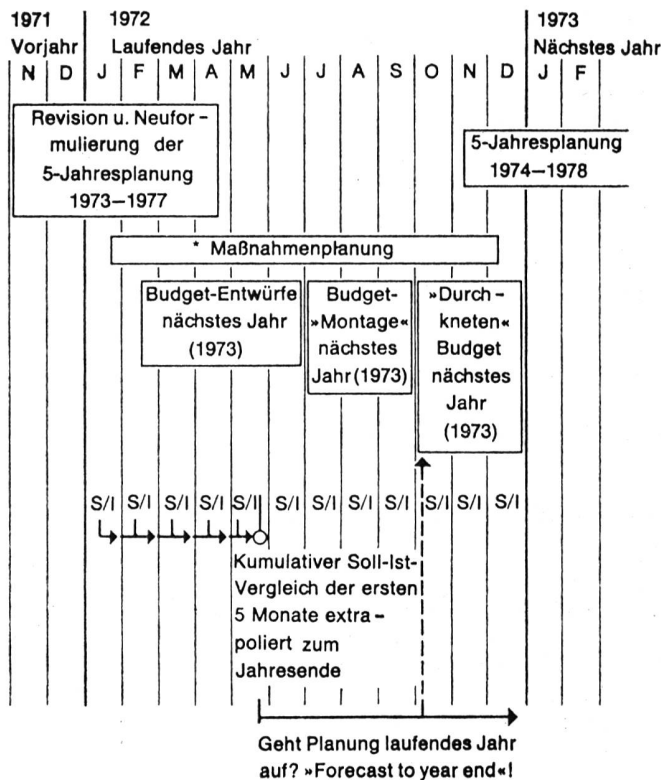 1971 1972 1973
Vorjahr Laufendes Jahr Nächstes Jahr
N D J F M A M J J A S O N D J F
Revision u. Neufor-
mulierung der
5-Jahresplanung
1973–1977
5-Jahresplanung
1974–1978
* Maßnahmenplanung
Budget-Entwürfe
nächstes Jahr
(1973)
Budget-
»Montage«
nächstes
Jahr (1973)
»Durch-
kneten«
Budget
nächstes
Jahr
(1973)
S/I S/I S/I S/I S/I S/I S/I S/I S/I S/I S/I S/I
Kumulativer Soll-Ist-
Vergleich der ersten
5 Monate extra-
poliert zum
Jahresende
Geht Planung laufendes Jahr
auf? »Forecast to year end«!